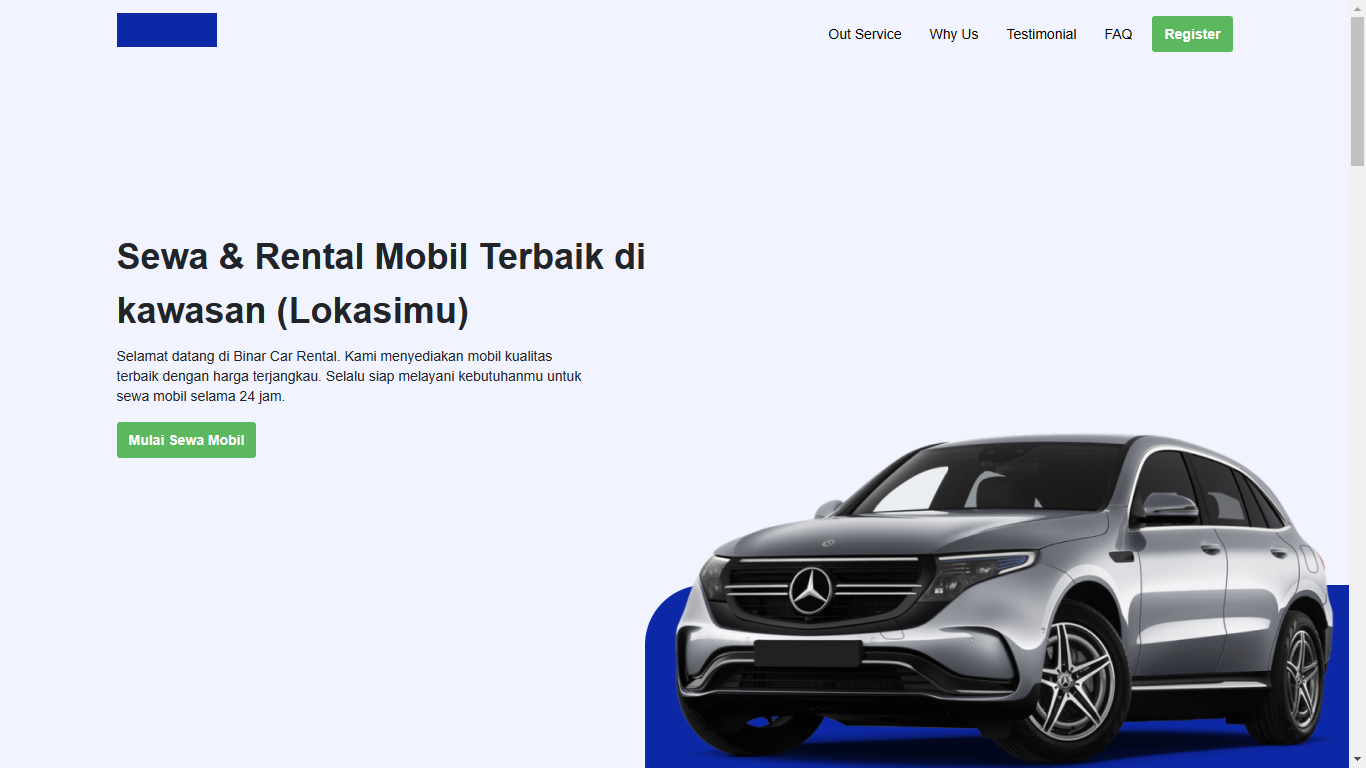 Out Service Why Us Testimonial FAQ Register
Sewa & Rental Mobil Terbaik di
kawasan (Lokasimu)
Selamat datang di Binar Car Rental. Kami menyediakan mobil kualitas
terbaik dengan harga terjangkau. Selalu siap melayani kebutuhanmu untuk
sewa mobil selama 24 jam.
Mulai Sewa Mobil